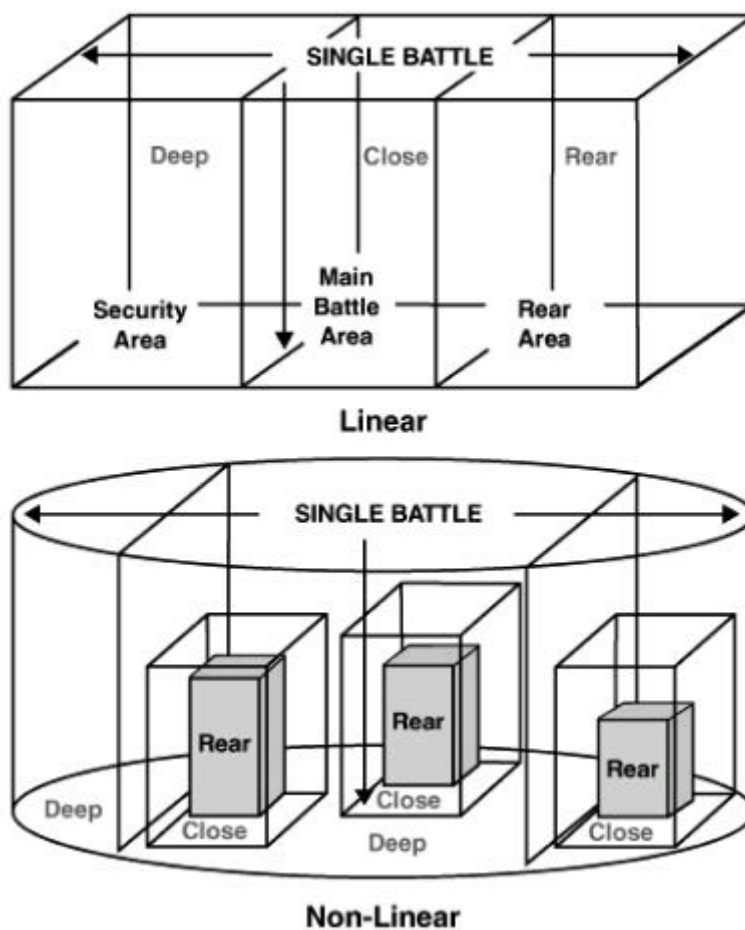 SINGLE BATTLE
Deep
Close
Rear
Security
Area
Main
Battle
Area
Rear
Area
Linear
SINGLE BATTLE
Rear
Rear
Rear
Deep
Close
Close
Deep
Close
Non-Linear